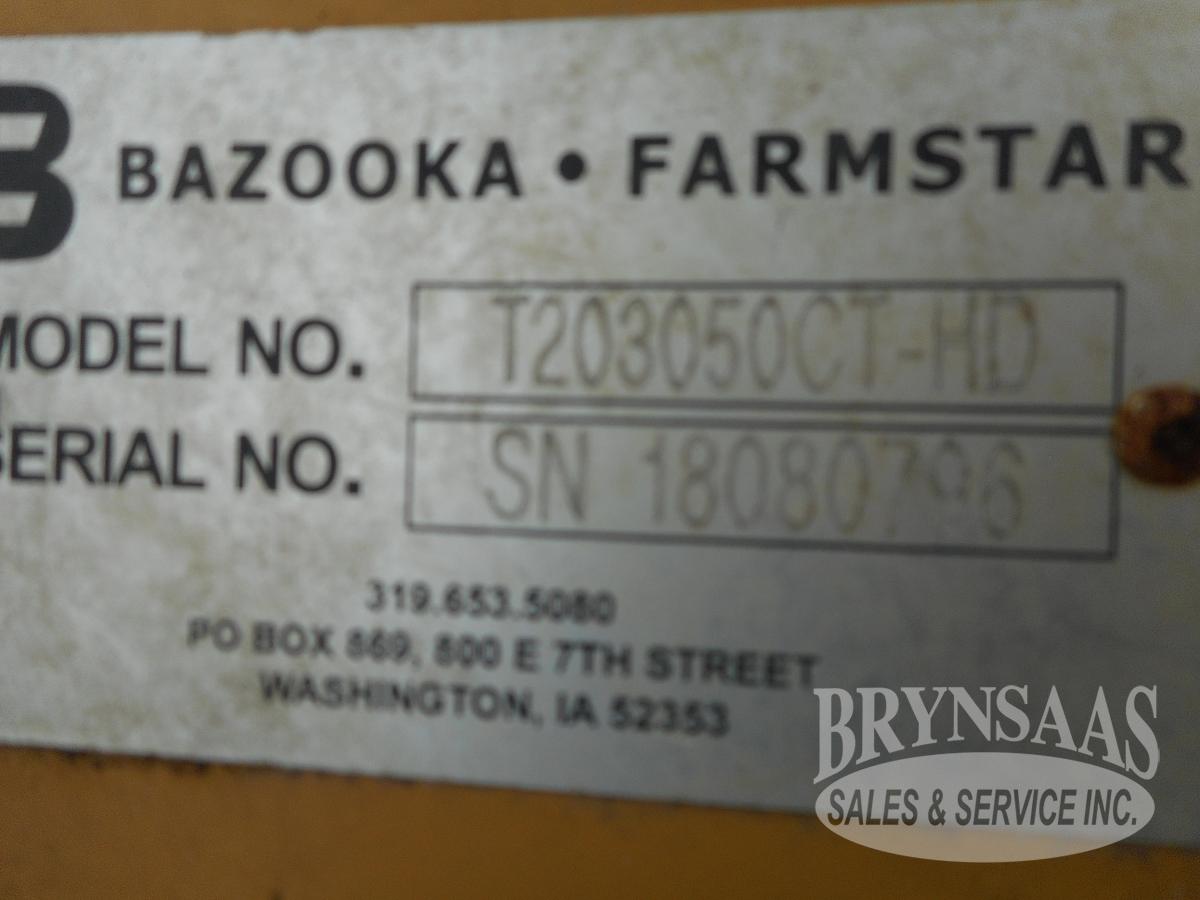 B BAZOOKA • FARMSTAR
MODEL NO. T203050CT-HD
SERIAL NO. SN 18080796
319.653.5080
PO BOX 869, 800 E 7TH STREET
WASHINGTON, IA 52353
BRYNSAAS
SALES & SERVICE INC.